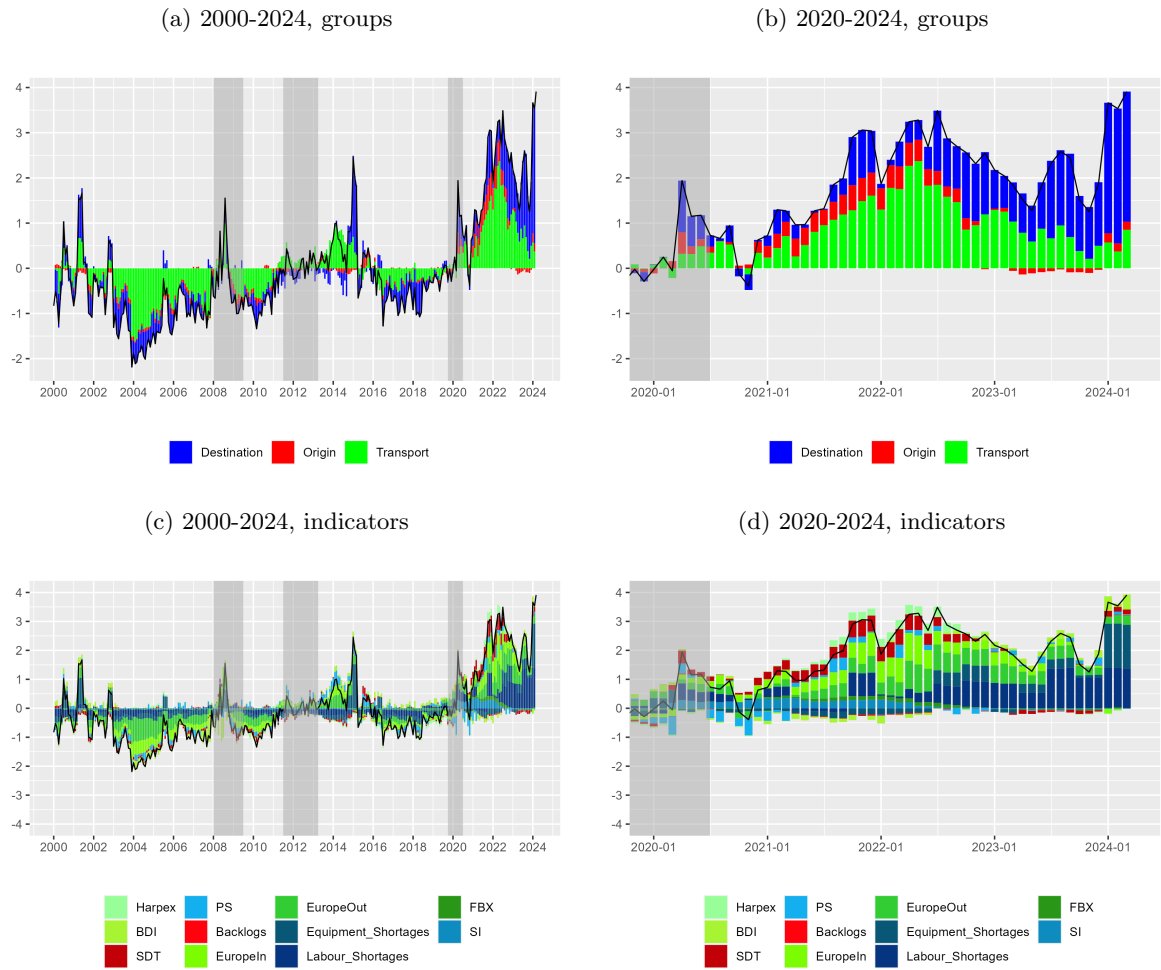 (a) 2000-2024, groups
4
3
2
1
0
-1
-2
2000 2002 2004 2006 2008 2010 2012 2014 2016 2018 2020 2022 2024
Destination Origin Transport
(b) 2020-2024, groups
4
3
2
1
0
-1
-2
2020-01 2021-01 2022-01 2023-01 2024-01
Destination Origin Transport
(c) 2000-2024, indicators
4
3
2
1
0
-1
-2
-3
-4
2000 2002 2004 2006 2008 2010 2012 2014 2016 2018 2020 2022 2024
Harpex PS EuropeOut FBX
BDI Backlogs Equipment_Shortages SI
SDT EuropeIn Labour_Shortages
(d) 2020-2024, indicators
4
3
2
1
0
-1
-2
-3
-4
2020-01 2021-01 2022-01 2023-01 2024-01
Harpex PS EuropeOut FBX
BDI Backlogs Equipment_Shortages SI
SDT EuropeIn Labour_Shortages